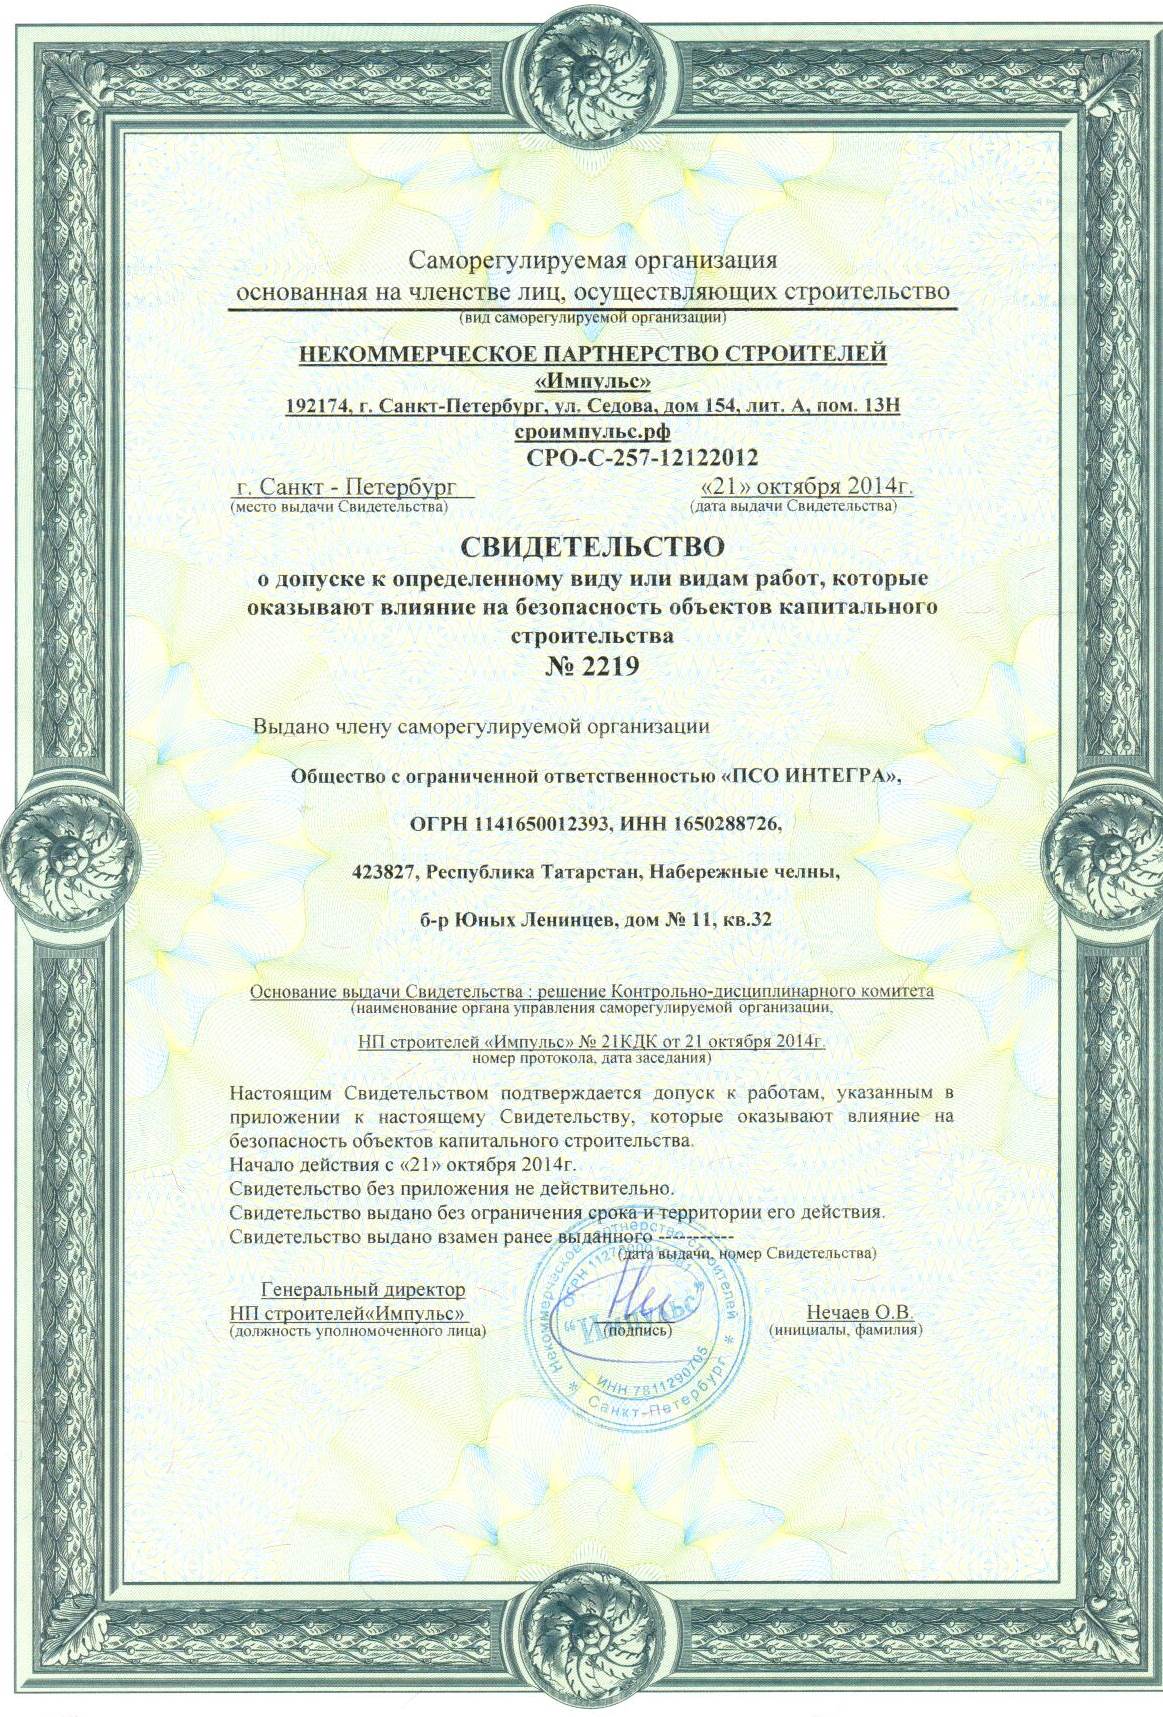 Саморегулируемая организация
основанная на членстве лиц, осуществляющих строительство
(вид саморегулируемой организации)
НЕКОММЕРЧЕСКОЕ ПАРТНЕРСТВО СТРОИТЕЛЕЙ
«Импульс»
192174, г. Санкт-Петербург, ул. Седова, дом 154, лит. А, пом. 13Н
сроимпульс.рф
СРО-С-257-12122012
г. Санкт - Петербург «21» октября 2014г.
(место выдачи Свидетельства) (дата выдачи Свидетельства)
СВИДЕТЕЛЬСТВО
о допуске к определенному виду или видам работ, которые
оказывают влияние на безопасность объектов капитального
строительства
№ 2219
Выдано члену саморегулируемой организации
Общество с ограниченной ответственностью «ПСО ИНТЕГРА»,
ОГРН 1141650012393, ИНН 1650288726,
423827, Республика Татарстан, Набережные челны,
б-р Юных Ленинцев, дом № 11, кв.32
Основание выдачи Свидетельства : решение Контрольно-дисциплинарного комитета
(наименование органа управления саморегулируемой организации,
НП строителей «Импульс» № 21КДК от 21 октября 2014г.
номер протокола, дата заседания)
Настоящим Свидетельством подтверждается допуск к работам, указанным в
приложении к настоящему Свидетельству, которые оказывают влияние на
безопасность объектов капитального строительства.
Начало действия с «21» октября 2014г.
Свидетельство без приложения не действительно.
Свидетельство выдано без ограничения срока и территории его действия.
Свидетельство выдано взамен ранее выданного -----------
(дата выдачи, номер Свидетельства)
Генеральный директор
НП строителей«Импульс» Нечаев О.В.
(должность уполномоченного лица) (подпись) (инициалы, фамилия)
Некоммерческое партнерство строителей
"Импульс"
ИНН 7811290705
* Санкт-Петербург *